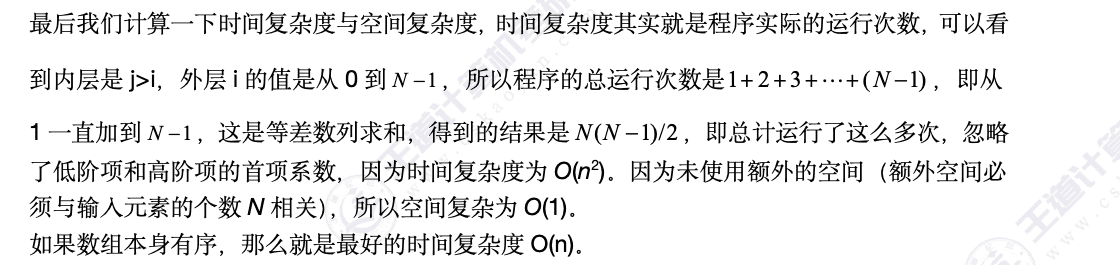 最后我们计算一下时间复杂度与空间复杂度，时间复杂度其实就是程序实际的运行次数，可以看
到内层是 j>i，外层 i 的值是从 0 到 N−1，所以程序的总运行次数是1+2+3+⋯+(N−1)，即从
1 一直加到 N−1，这是等差数列求和，得到的结果是 N(N−1)/2，即总计运行了这么多次，忽略
了低阶项和高阶项的首项系数，因为时间复杂度为 O(n²)。因为未使用额外的空间（额外空间必
须与输入元素的个数 N 相关），所以空间复杂为 O(1)。
如果数组本身有序，那么就是最好的时间复杂度 O(n)。